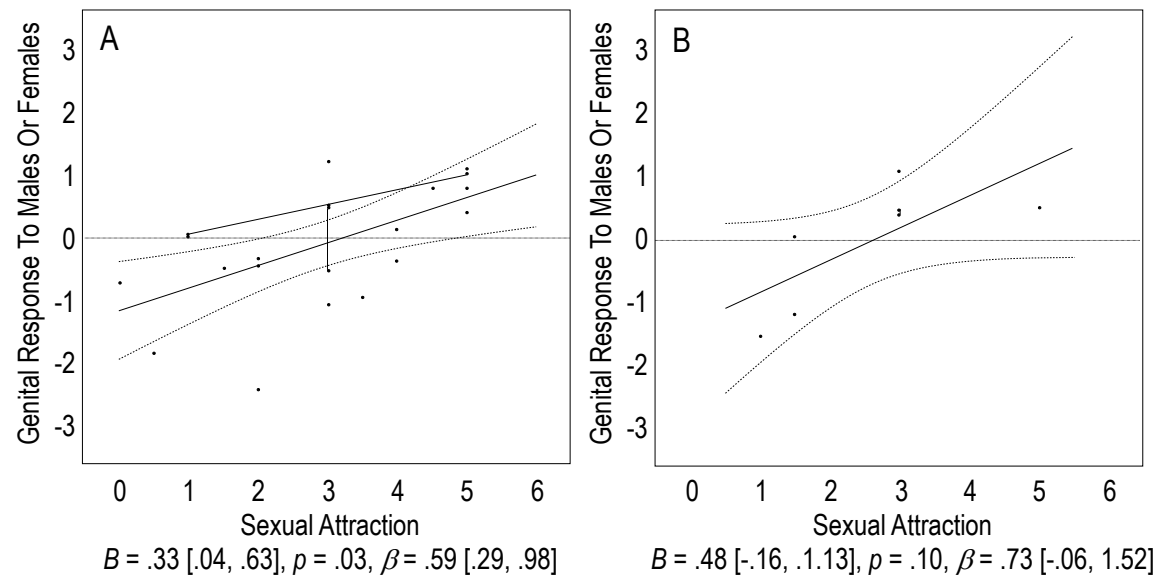 A
B
Genital Response To Males Or Females
3
2
1
0
-1
-2
-3
0 1 2 3 4 5 6
Sexual Attraction
B = .33 [.04, .63], p = .03, β = .59 [.29, .98]
Genital Response To Males Or Females
3
2
1
0
-1
-2
-3
0 1 2 3 4 5 6
Sexual Attraction
B = .48 [-.16, .1.13], p = .10, β = .73 [-.06, 1.52]